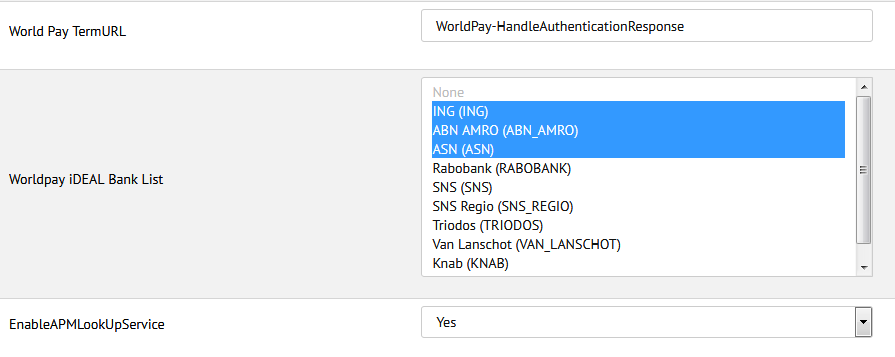 World Pay TermURL
WorldPay-HandleAuthenticationResponse
Worldpay iDEAL Bank List
None
ING (ING)
ABN AMRO (ABN_AMRO)
ASN (ASN)
Rabobank (RABOBANK)
SNS (SNS)
SNS Regio (SNS_REGIO)
Triodos (TRIODOS)
Van Lanschot (VAN_LANSCHOT)
Knab (KNAB)
EnableAPMLookUpService
Yes